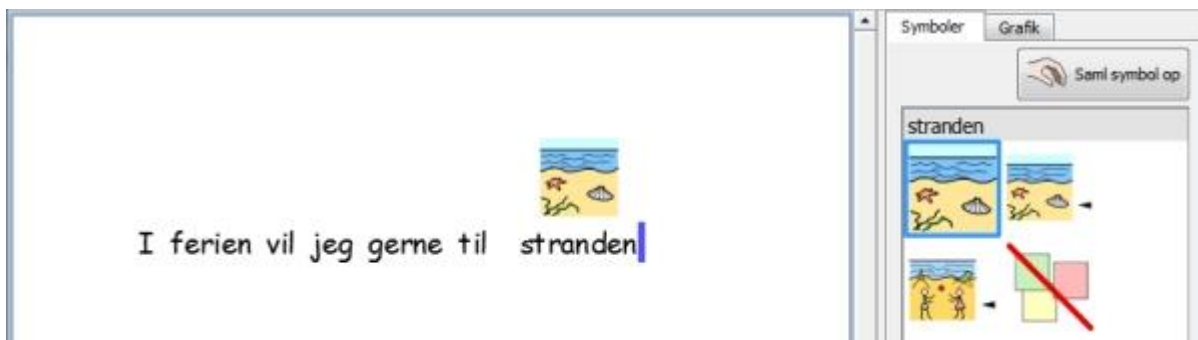 Symboler
Grafik
Saml symbol op
stranden
I ferien vil jeg gerne til stranden